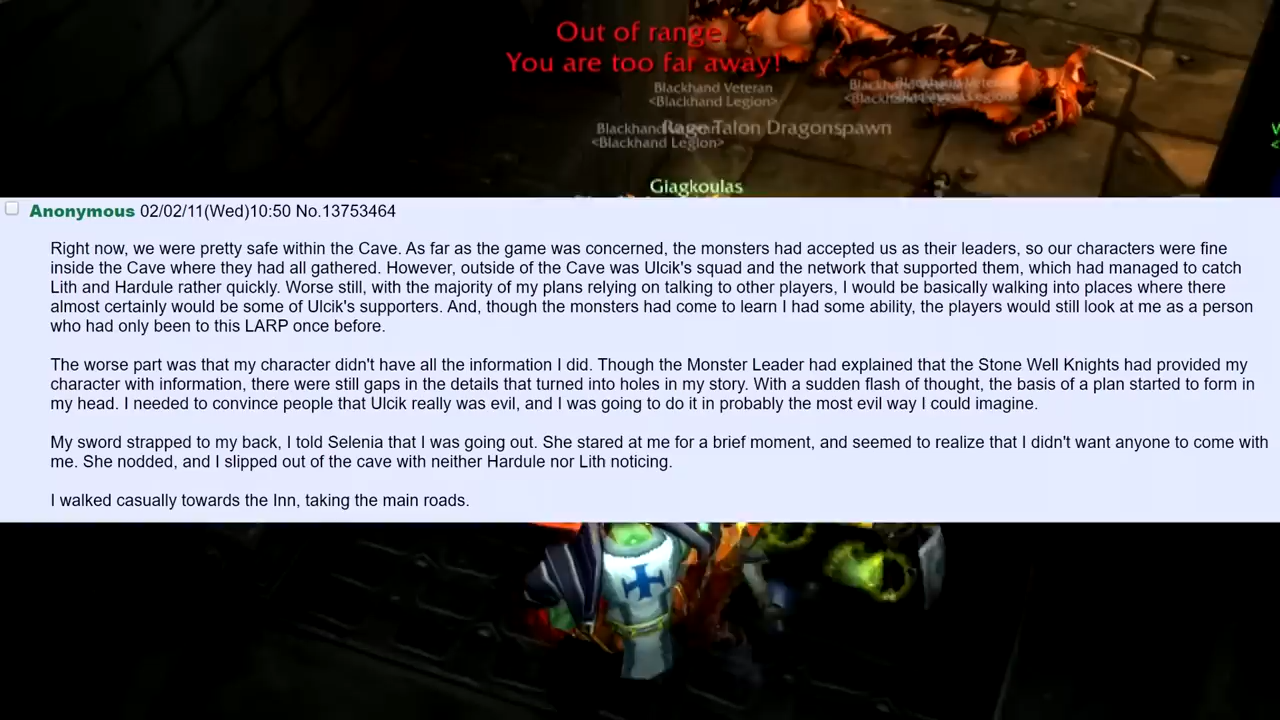 Out of range.
You are too far away!
Blackhand Veteran
<Blackhand Legion>
Rage Talon Dragonspawn
<Blackhand Legion>
Giagkoulas
Anonymous 02/02/11(Wed)10:50 No.13753464
Right now, we were pretty safe within the Cave. As far as the game was concerned, the monsters had accepted us as their leaders, so our characters were fine
inside the Cave where they had all gathered. However, outside of the Cave was Ulcik's squad and the network that supported them, which had managed to catch
Lith and Hardule rather quickly. Worse still, with the majority of my plans relying on talking to other players, I would be basically walking into places where there
almost certainly would be some of Ulcik's supporters. And, though the monsters had come to learn I had some ability, the players would still look at me as a person
who had only been to this LARP once before.
The worse part was that my character didn't have all the information I did. Though the Monster Leader had explained that the Stone Well Knights had provided my
character with information, there were still gaps in the details that turned into holes in my story. With a sudden flash of thought, the basis of a plan started to form in
my head. I needed to convince people that Ulcik really was evil, and I was going to do it in probably the most evil way I could imagine.
My sword strapped to my back, I told Selenia that I was going out. She stared at me for a brief moment, and seemed to realize that I didn't want anyone to come with
me. She nodded, and I slipped out of the cave with neither Hardule nor Lith noticing.
I walked casually towards the Inn, taking the main roads.